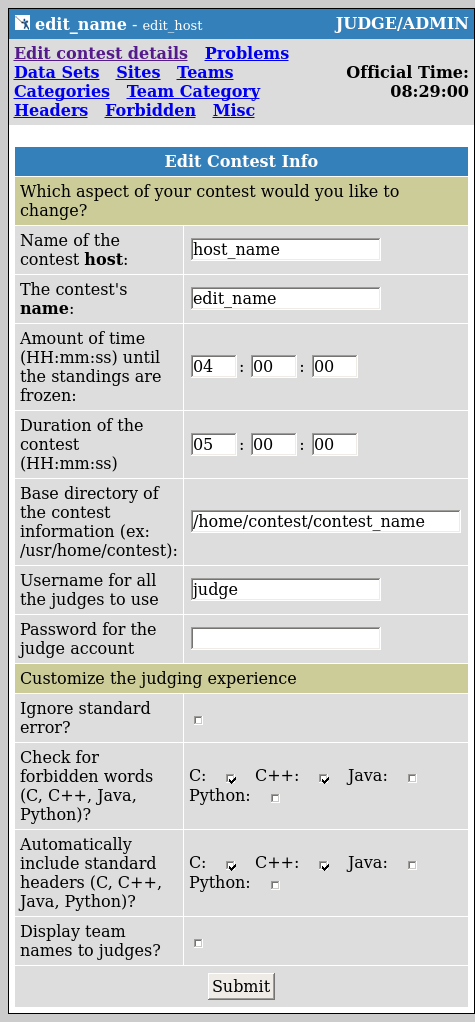 edit_name - edit_host
JUDGE/ADMIN
Edit contest details Problems
Data Sets Sites Teams
Categories Team Category
Headers Forbidden Misc
Official Time:
08:29:00
Edit Contest Info
Which aspect of your contest would you like to
change?
Name of the
contest host:
host_name
The contest's
name:
edit_name
Amount of time
(HH:mm:ss) until
the standings are
frozen:
04 : 00 : 00
Duration of the
contest
(HH:mm:ss)
05 : 00 : 00
Base directory of
the contest
information (ex:
/usr/home/contest):
/home/contest/contest_name
Username for all
the judges to use
judge
Password for the
judge account
Customize the judging experience
Ignore standard
error?
Check for
forbidden words
(C, C++, Java,
Python)?
C: C++: Java:
Python:
Automatically
include standard
headers (C, C++,
Java, Python)?
C: C++: Java:
Python:
Display team
names to judges?
Submit